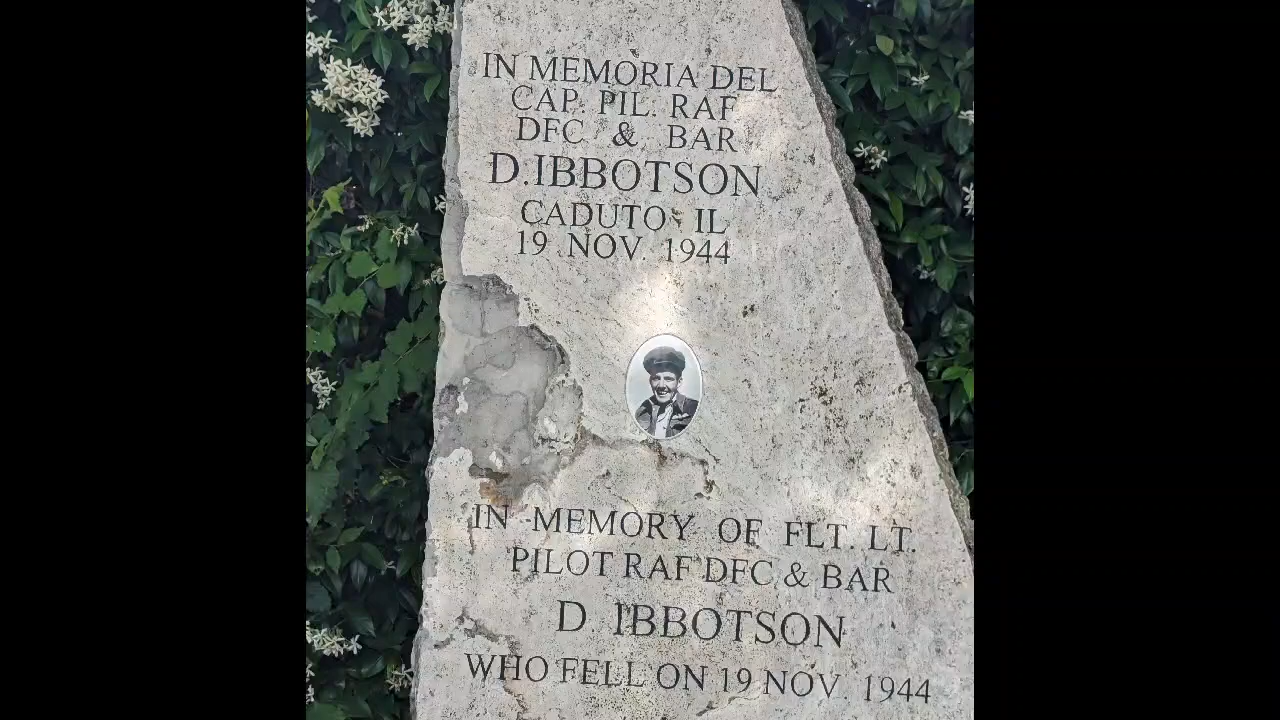 IN MEMORIA DEL
CAP. PIL. RAF
DFC & BAR
D. IBBOTSON
CADUTO IL
19 NOV. 1944
IN MEMORY OF FLT. LT.
PILOT RAF DFC & BAR
D IBBOTSON
WHO FELL ON 19 NOV. 1944